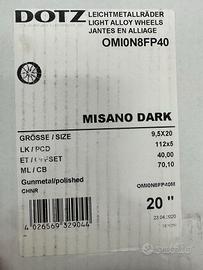 DOTZ
LEICHTMETALLRÄDER
LIGHT ALLOY WHEELS
JANTES EN ALLIAGE
OMI0N8FP40
MISANO DARK
GRÖSSE / SIZE 9,5X20
LK / PCD 112x5
ET / OFFSET 40,00
ML / CB 70,10
Gunmetal/polished
CHNR
OMI0N8FP40M
20 "
4 026569 329044